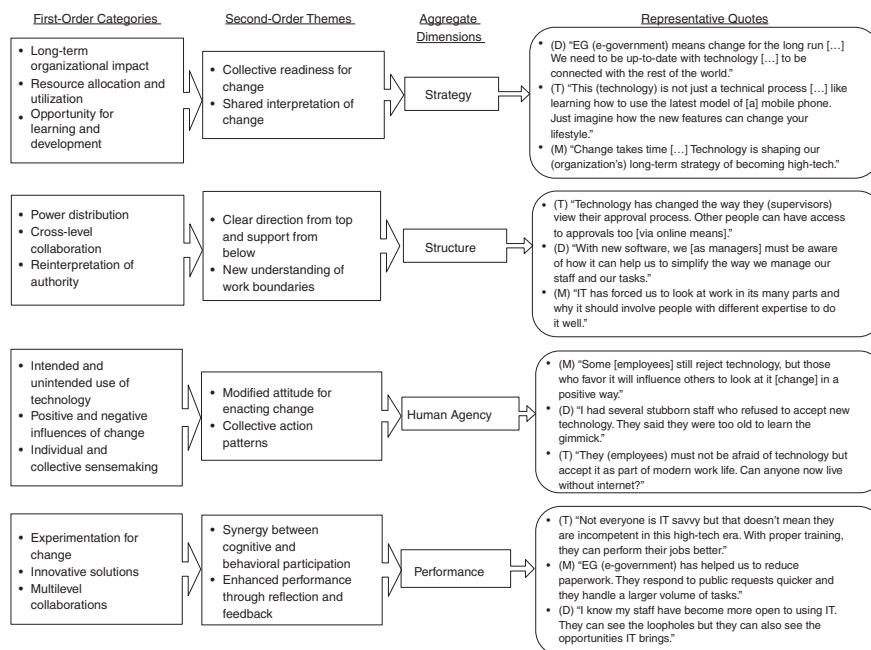 First-Order Categories
Second-Order Themes
Aggregate
Dimensions
Representative Quotes
• Long-term
organizational impact
• Resource allocation and
utilization
• Opportunity for
learning and
development
• Collective readiness for
change
• Shared interpretation of
change
Strategy
• (D) “EG (e-government) means change for the long run […]
We need to be up-to-date with technology […] to be
connected with the rest of the world.”
• (T) “This (technology) is not just a technical process […] like
learning how to use the latest model of [a] mobile phone.
Just imagine how the new features can change your
lifestyle.”
• (M) “Change takes time […] Technology is shaping our
(organization’s) long-term strategy of becoming high-tech.”
• Power distribution
• Cross-level
collaboration
• Reinterpretation of
authority
• Clear direction from top
and support from
below
• New understanding of
work boundaries
Structure
• (T) “Technology has changed the way they (supervisors)
view their approval process. Other people can have access
to approvals too [via online means].”
• (D) “With new software, we [as managers] must be aware
of how it can help us to simplify the way we manage our
staff and our tasks.”
• (M) “IT has forced us to look at work in its many parts and
why it should involve people with different expertise to do
it well.”
• Intended and
unintended use of
technology
• Positive and negative
influences of change
• Individual and
collective sensemaking
• Modified attitude for
enacting change
• Collective action
patterns
Human Agency
• (M) “Some [employees] still reject technology, but those
who favor it will influence others to look at it [change] in a
positive way.”
• (D) “I had several stubborn staff who refused to accept new
technology. They said they were too old to learn the
gimmick.”
• (T) “They (employees) must not be afraid of technology but
accept it as part of modern work life. Can anyone now live
without internet?”
• Experimentation for
change
• Innovative solutions
• Multilevel
collaborations
• Synergy between
cognitive and
behavioral participation
• Enhanced performance
through reflection and
feedback
Performance
• (T) “Not everyone is IT savvy but that doesn’t mean they
are incompetent in this high-tech era. With proper training,
they can perform their jobs better.”
• (M) “EG (e-government) has helped us to reduce
paperwork. They respond to public requests quicker and
they handle a larger volume of tasks.”
• (D) “I know my staff have become more open to using IT.
They can see the loopholes but they can also see the
opportunities IT brings.”